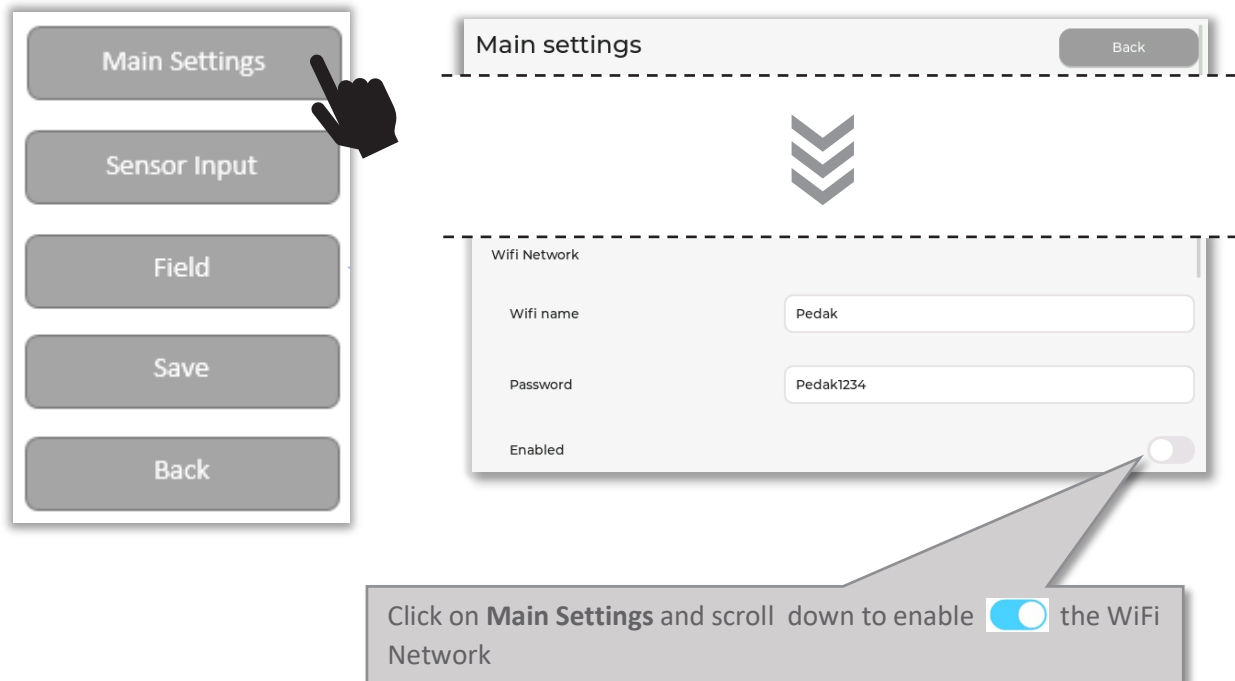 Main Settings
Sensor Input
Field
Save
Back
Main settings
Back
Wifi Network
Wifi name
Pedak
Password
Pedak1234
Enabled
Click on Main Settings and scroll down to enable the WiFi
Network